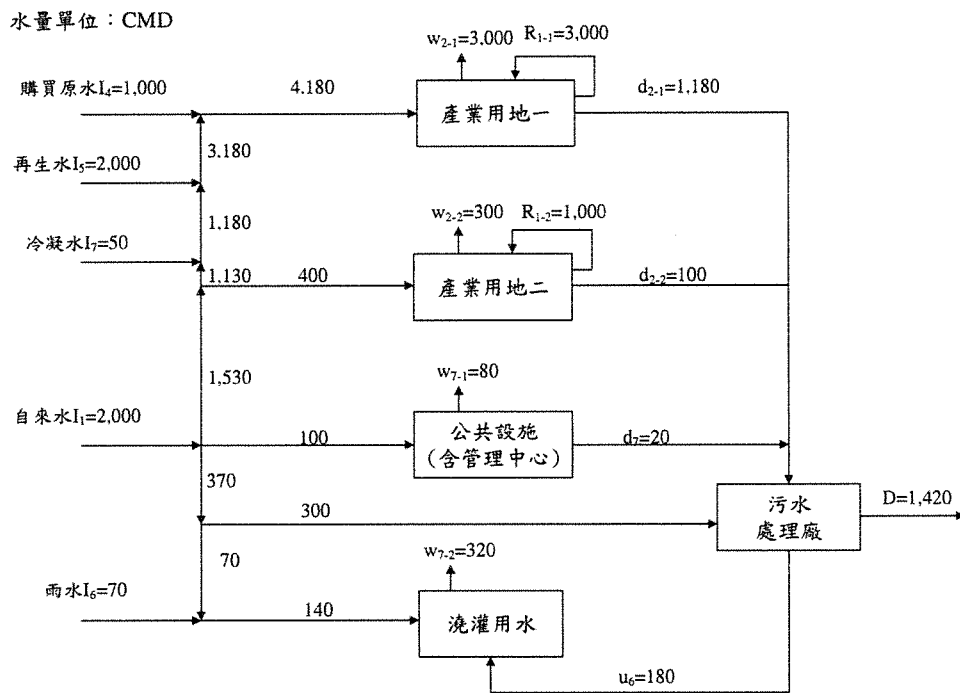 水量單位：CMD
w2-1=3,000
R1-1=3,000
購買原水I4=1,000
4.180
產業用地一
d2-1=1,180
3.180
再生水I5=2,000
1.180
w2-2=300
R1-2=1,000
冷凝水I7=50
1.130
400
產業用地二
d2-2=100
1,530
w7-1=80
自來水I1=2,000
100
公共設施
(含管理中心)
d7=20
370
300
污水
處理廠
D=1,420
70
w7-2=320
雨水I6=70
140
澆灌用水
u6=180